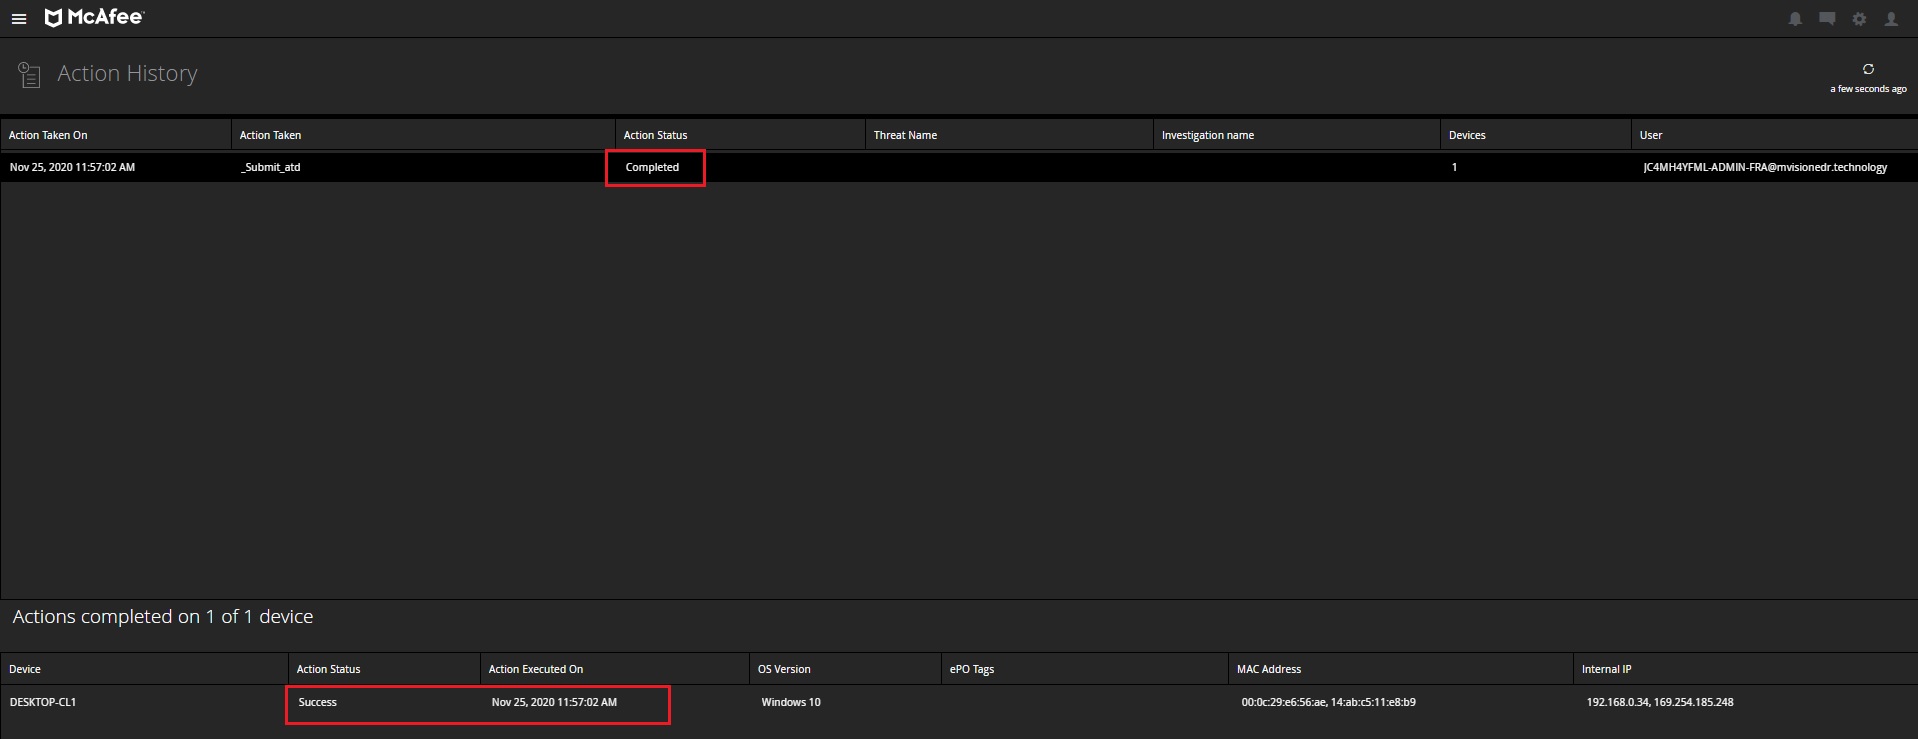 McAfee™
Action History
a few seconds ago
Action Taken On Action Taken Action Status Threat Name Investigation name Devices User
Nov 25, 2020 11:57:02 AM _Submit_atd Completed 1 JC4MH4YFML-ADMIN-FRA@mvisionedr.technology
Actions completed on 1 of 1 device
Device Action Status Action Executed On OS Version ePO Tags MAC Address Internal IP
DESKTOP-CL1 Success Nov 25, 2020 11:57:02 AM Windows 10 00:0c:29:e6:56:ae, 14:ab:c5:11:e8:b9 192.168.0.34, 169.254.185.248